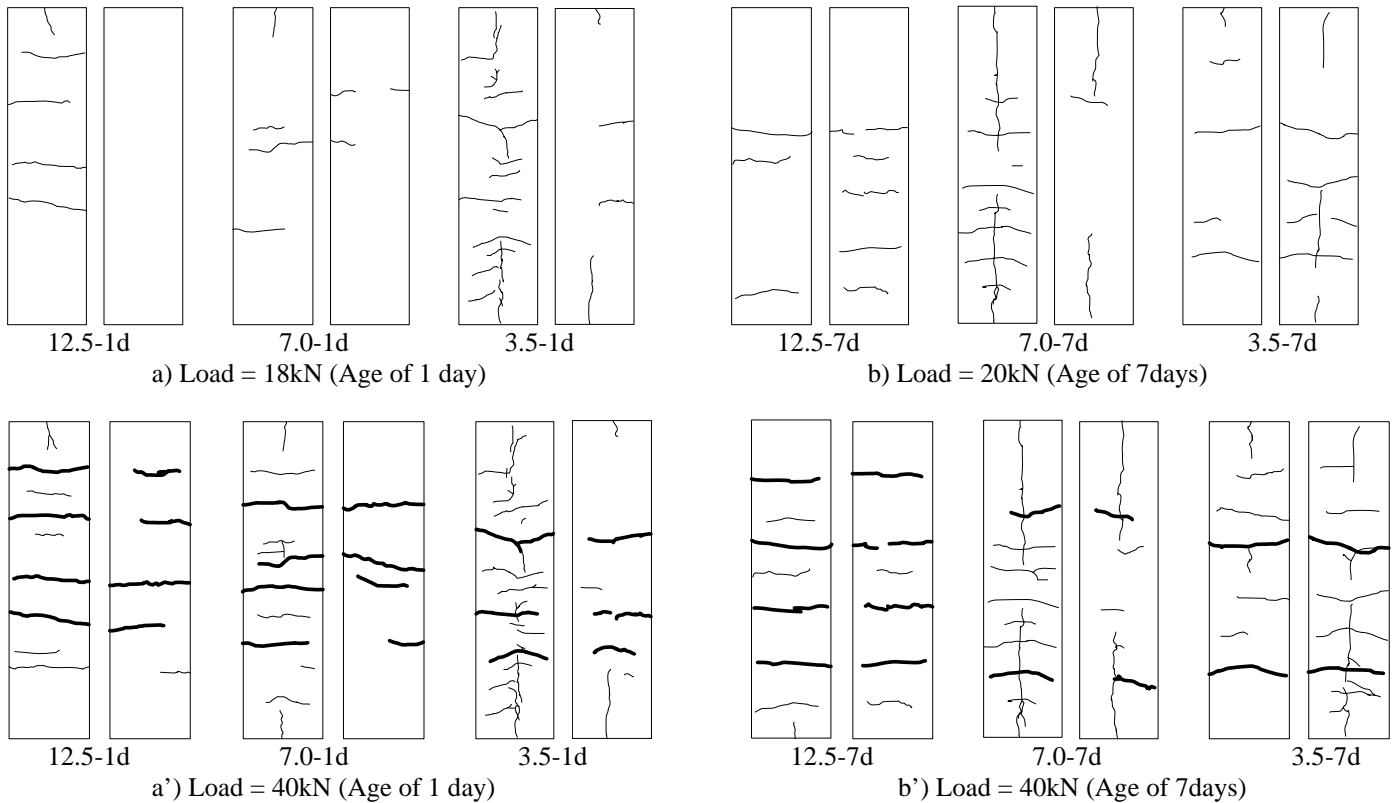 12.5-1d 7.0-1d 3.5-1d 12.5-7d 7.0-7d 3.5-7d
a) Load = 18kN (Age of 1 day) b) Load = 20kN (Age of 7days)
12.5-1d 7.0-1d 3.5-1d 12.5-7d 7.0-7d 3.5-7d
a’) Load = 40kN (Age of 1 day) b’) Load = 40kN (Age of 7days)